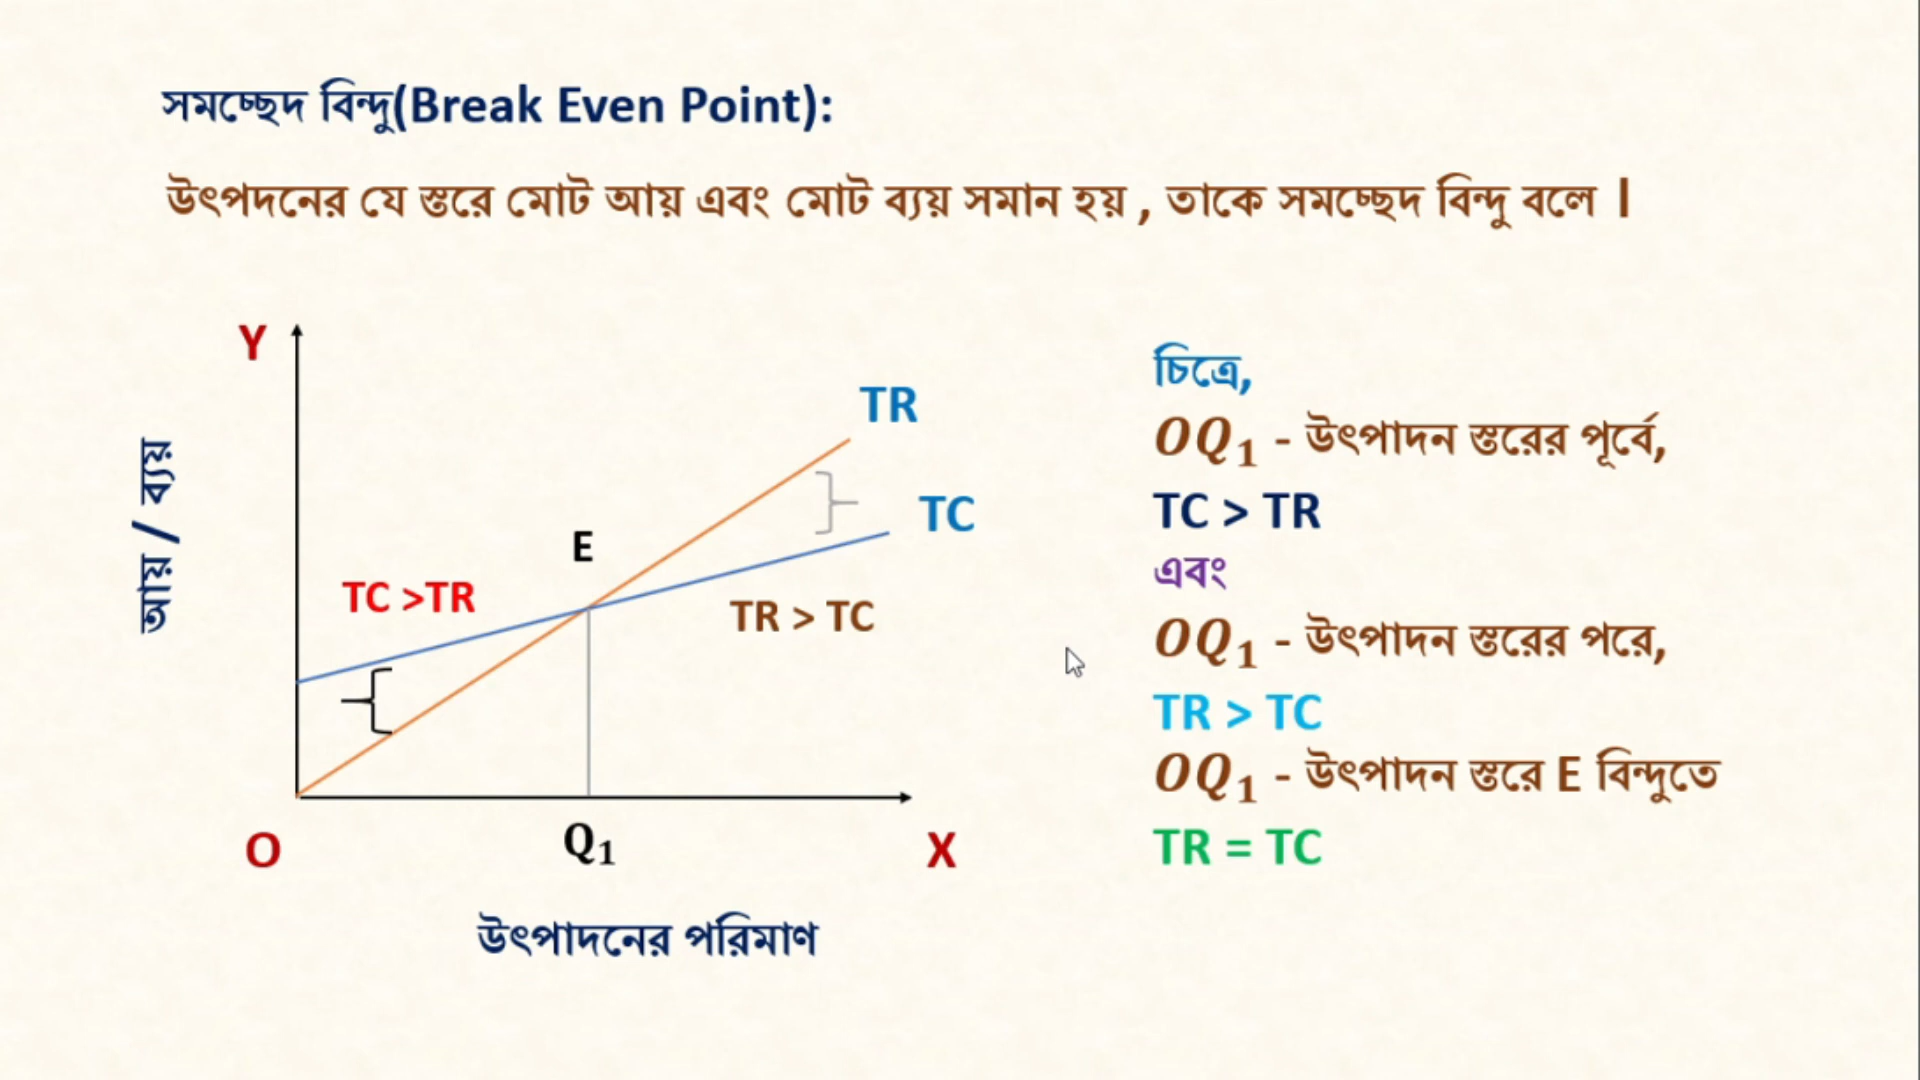 সমচ্ছেদ বিন্দু(Break Even Point):
উৎপদনের যে স্তরে মোট আয় এবং মোট ব্যয় সমান হয় , তাকে সমচ্ছেদ বিন্দু বলে ।
Y
আয় / ব্যয়
TR
TC
E
TC >TR
TR > TC
O
Q₁
X
উৎপাদনের পরিমাণ
চিত্রে,
OQ₁ - উৎপাদন স্তরের পূর্বে,
TC > TR
এবং
OQ₁ - উৎপাদন স্তরের পরে,
TR > TC
OQ₁ - উৎপাদন স্তরে E বিন্দুতে
TR = TC